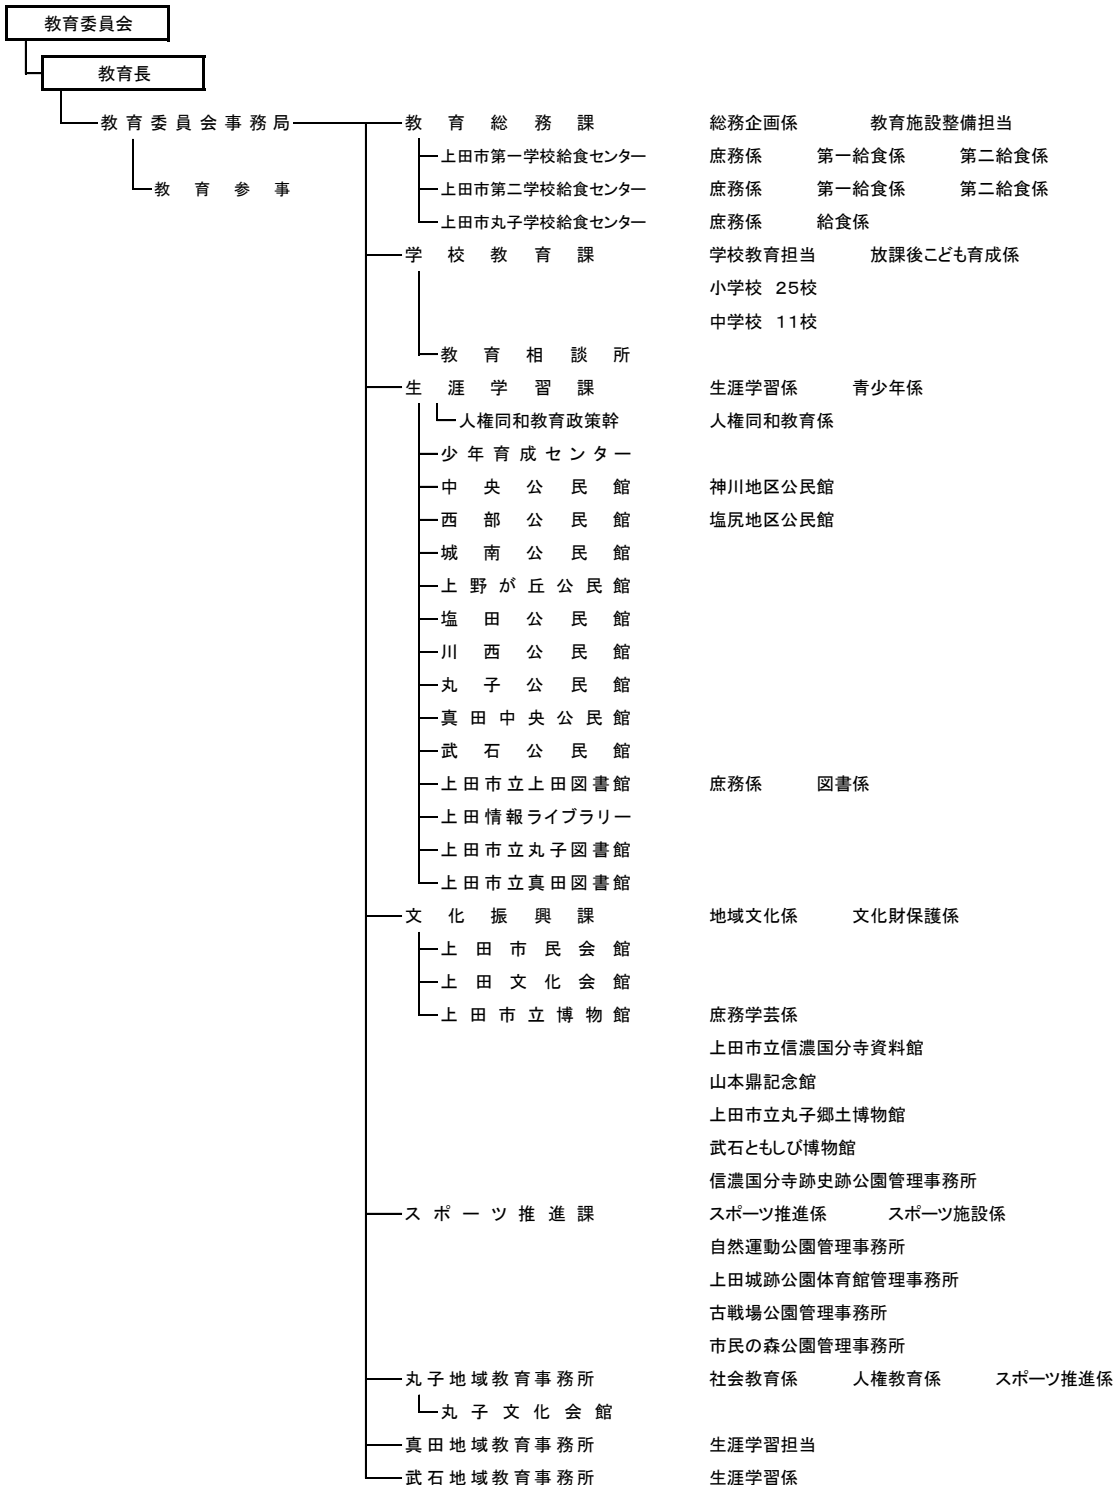 教育委員会
教育長
教育委員会事務局 教育総務課 総務企画係 教育施設整備担当
上田市第一学校給食センター 庶務係 第一給食係 第二給食係
教育参事 上田市第二学校給食センター 庶務係 第一給食係 第二給食係
上田市丸子学校給食センター 庶務係 給食係
学校教育課 学校教育担当 放課後こども育成係
小学校 25校
中学校 11校
教育相談所
生涯学習課 生涯学習係 青少年係
人権同和教育政策幹 人権同和教育係
少年育成センター
中央公民館 神川地区公民館
西部公民館 塩尻地区公民館
城南公民館
上野が丘公民館
塩田公民館
川西公民館
丸子公民館
真田中央公民館
武石公民館
上田市立上田図書館 庶務係 図書係
上田情報ライブラリー
上田市立丸子図書館
上田市立真田図書館
文化振興課 地域文化係 文化財保護係
上田市民会館
上田文化会館
上田市立博物館 庶務学芸係
上田市立信濃国分寺資料館
山本鼎記念館
上田市立丸子郷土博物館
武石ともしび博物館
信濃国分寺跡史跡公園管理事務所
スポーツ推進課 スポーツ推進係 スポーツ施設係
自然運動公園管理事務所
上田城跡公園体育館管理事務所
古戦場公園管理事務所
市民の森公園管理事務所
丸子地域教育事務所 社会教育係 人権教育係 スポーツ推進係
丸子文化会館
真田地域教育事務所 生涯学習担当
武石地域教育事務所 生涯学習係